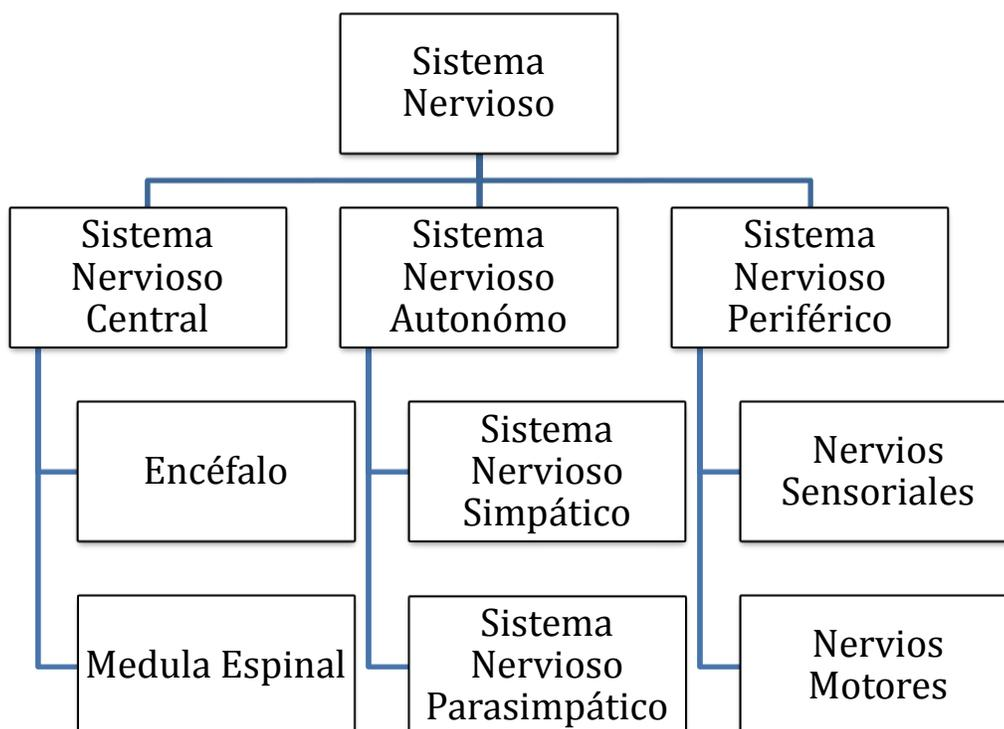 Sistema
Nervioso
Sistema
Nervioso
Central
Sistema
Nervioso
Autonómo
Sistema
Nervioso
Periférico
Encéfalo
Sistema
Nervioso
Simpático
Nervios
Sensoriales
Medula Espinal
Sistema
Nervioso
Parasimpático
Nervios
Motores